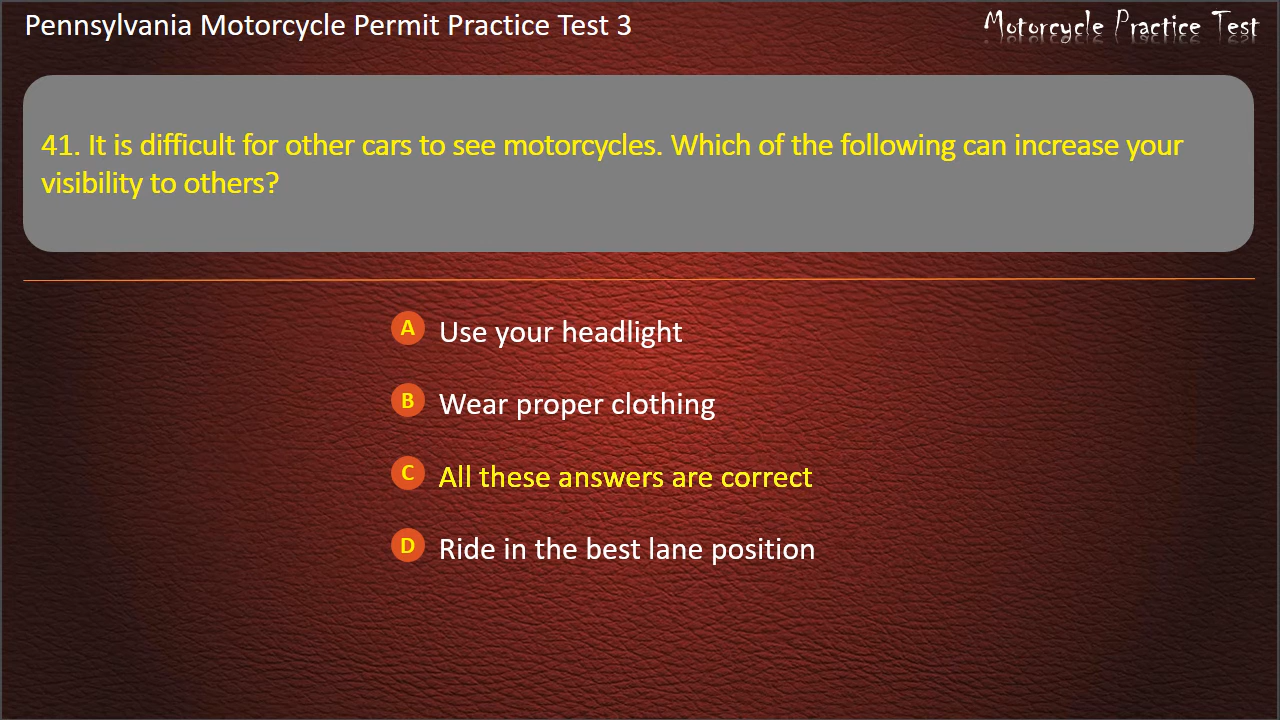 Pennsylvania Motorcycle Permit Practice Test 3
Motorcycle Practice Test
41. It is difficult for other cars to see motorcycles. Which of the following can increase your
visibility to others?
A Use your headlight
B Wear proper clothing
C All these answers are correct
D Ride in the best lane position